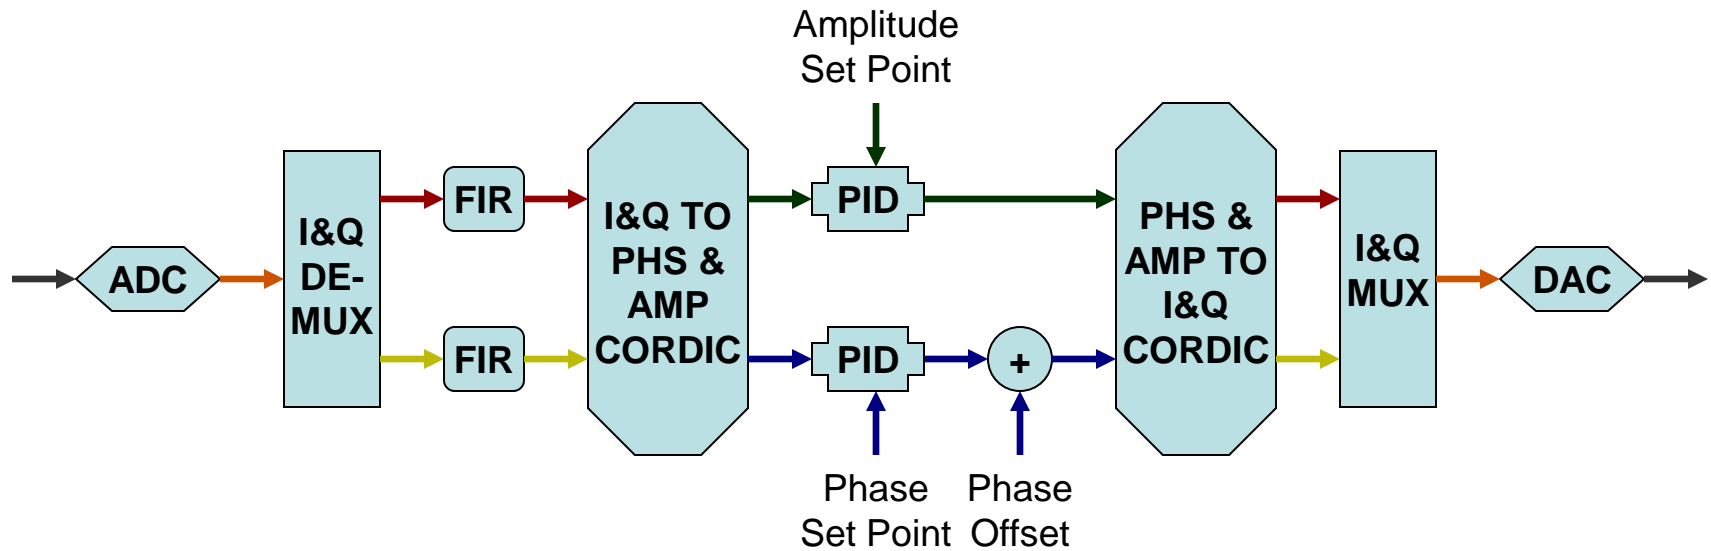 Amplitude
Set Point
ADC
I&Q
DE-
MUX
FIR
FIR
I&Q TO
PHS &
AMP
CORDIC
PID
PID
+
PHS &
AMP TO
I&Q
CORDIC
I&Q
MUX
DAC
Phase
Set Point
Phase
Offset